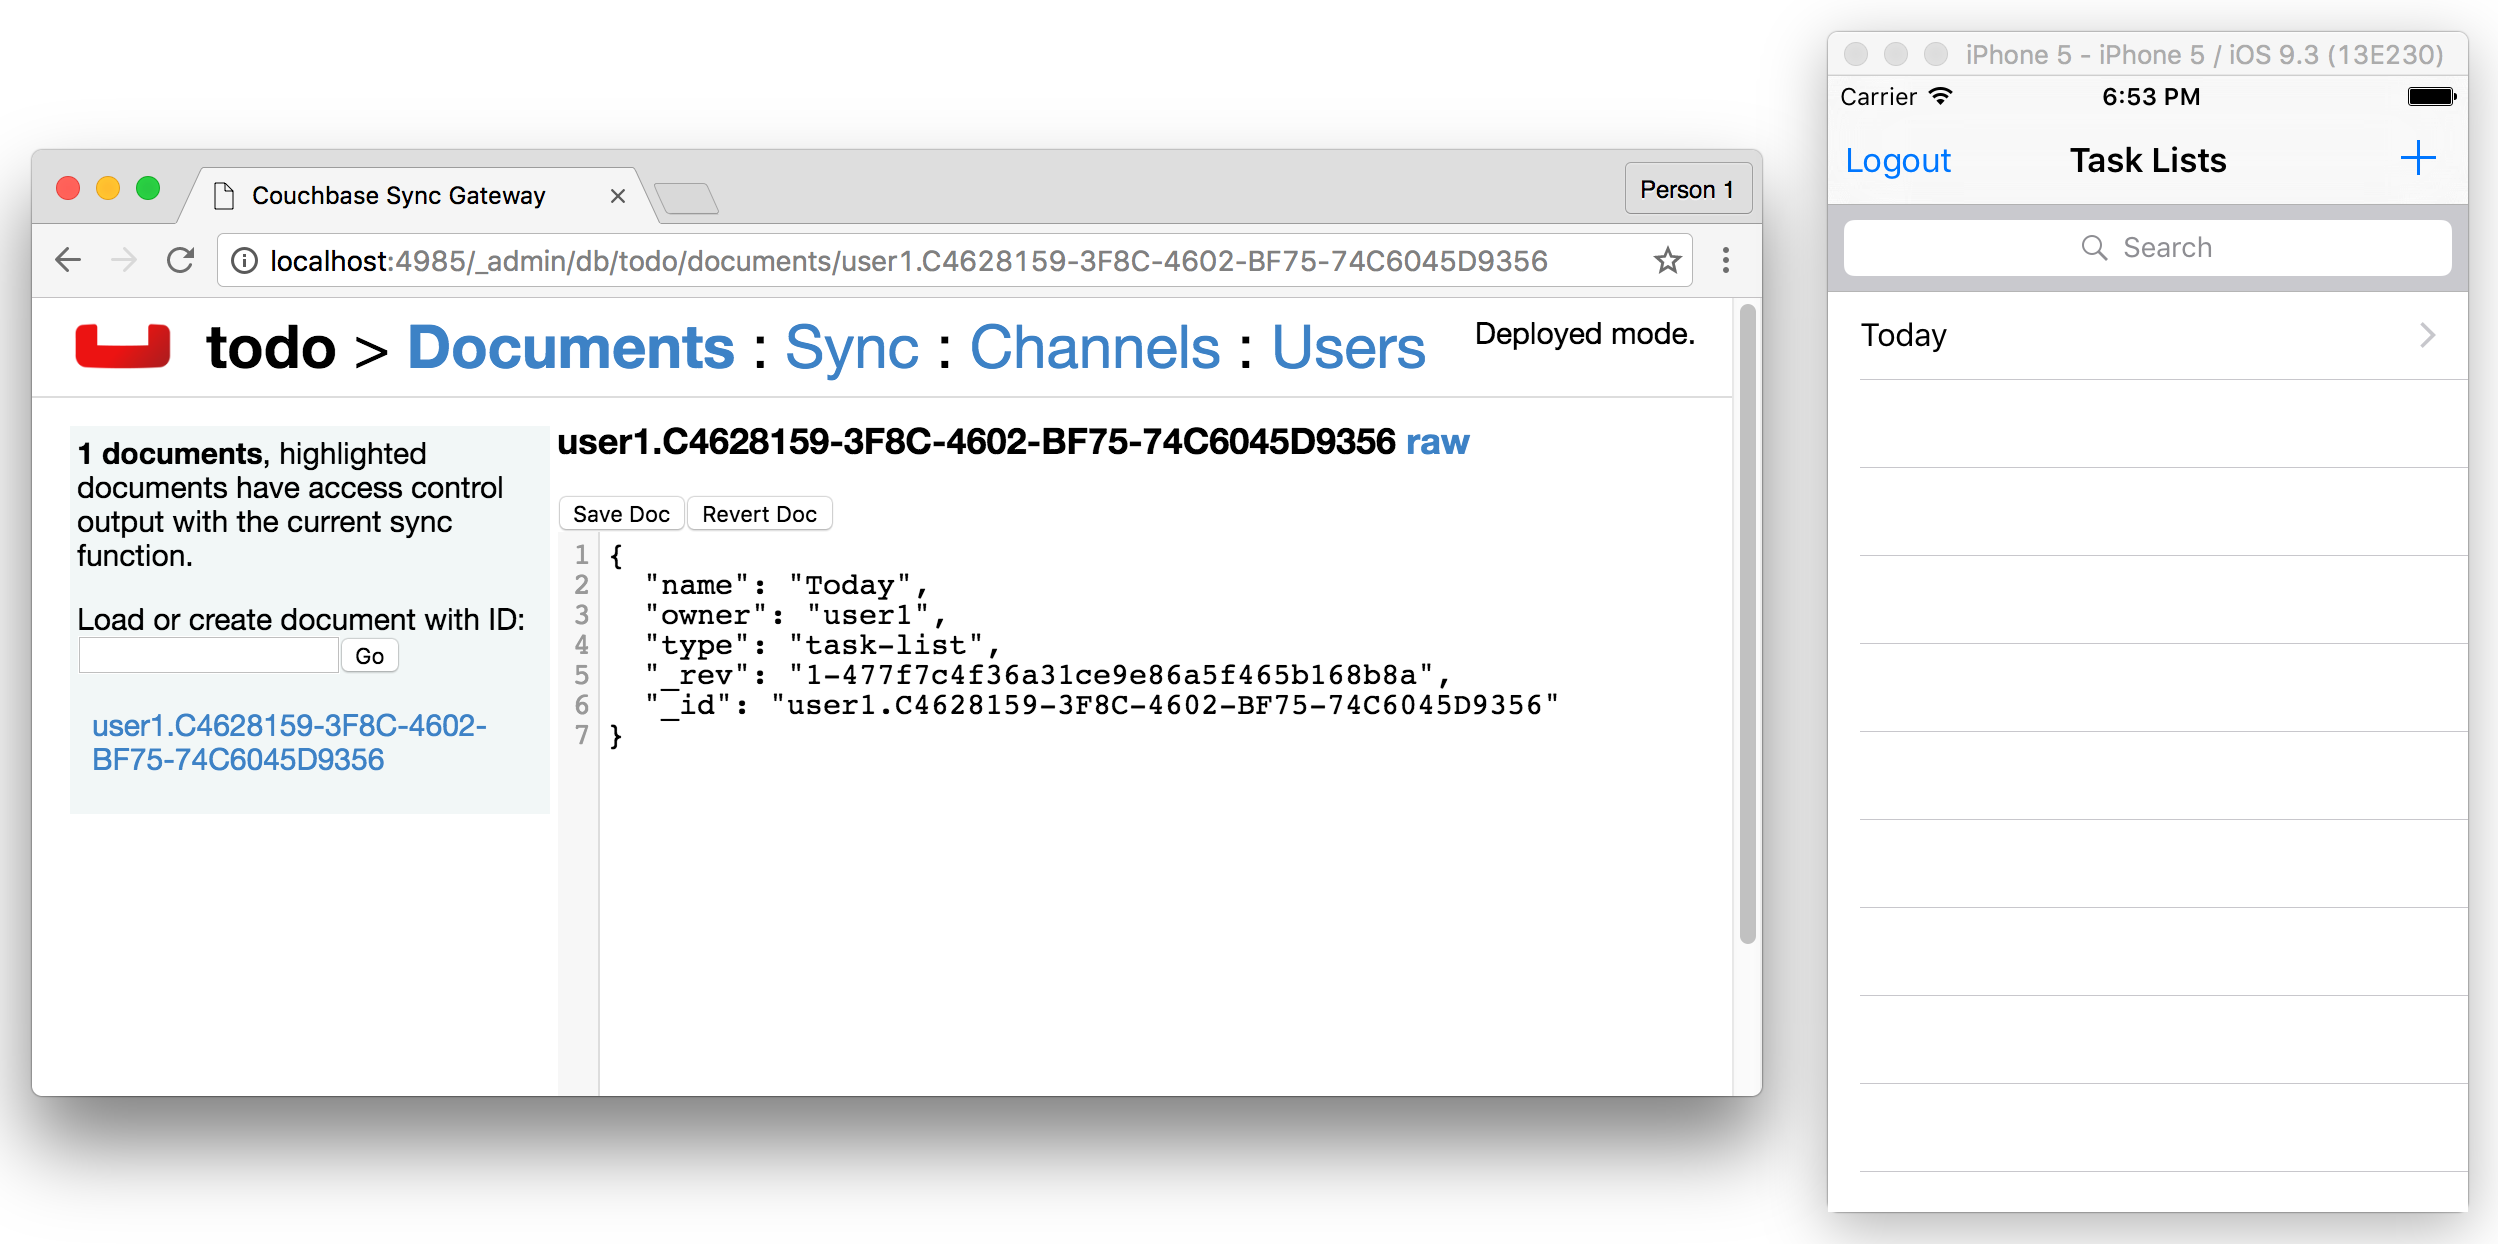 Couchbase Sync Gateway
Person 1
localhost:4985/_admin/db/todo/documents/user1.C4628159-3F8C-4602-BF75-74C6045D9356
todo > Documents : Sync : Channels : Users
Deployed mode.
1 documents, highlighted
documents have access control
output with the current sync
function.
Load or create document with ID:
Go
user1.C4628159-3F8C-4602-
BF75-74C6045D9356
user1.C4628159-3F8C-4602-BF75-74C6045D9356 raw
Save Doc Revert Doc
1 {
2 "name": "Today",
3 "owner": "user1",
4 "type": "task-list",
5 "_rev": "1-477f7c4f36a31ce9e86a5f465b168b8a",
6 "_id": "user1.C4628159-3F8C-4602-BF75-74C6045D9356"
7 }
iPhone 5 - iPhone 5 / iOS 9.3 (13E230)
Carrier 6:53 PM
Logout Task Lists +
Search
Today